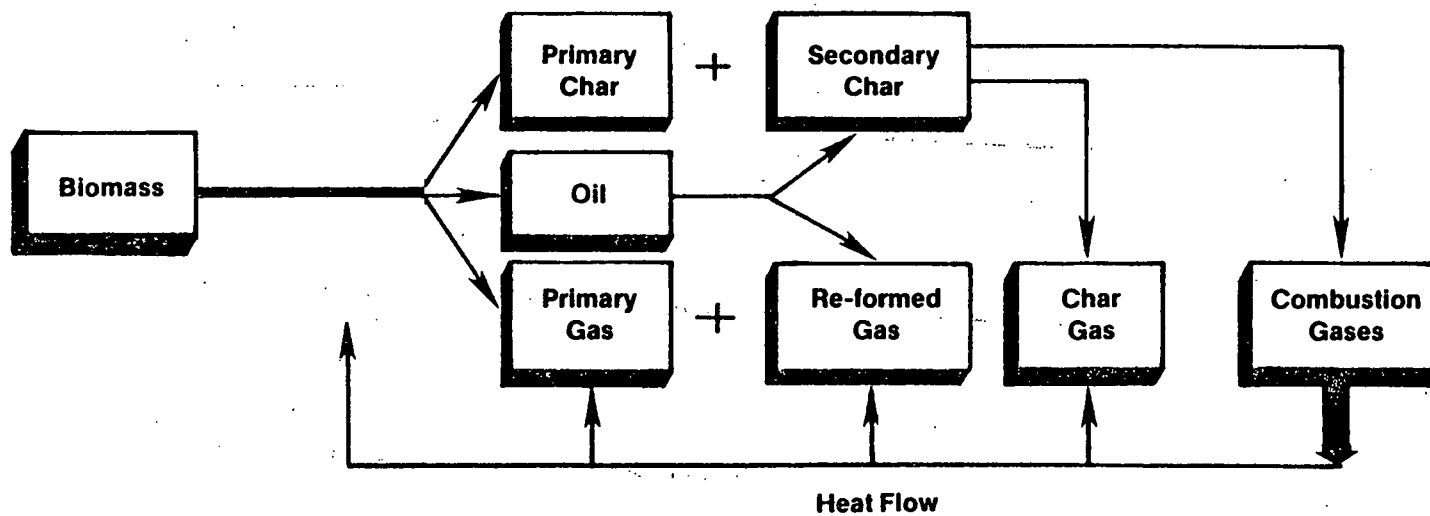 Primary
Char
+
Secondary
Char
Biomass
Oil
Primary
Gas
+
Re-formed
Gas
Char
Gas
Combustion
Gases
Heat Flow